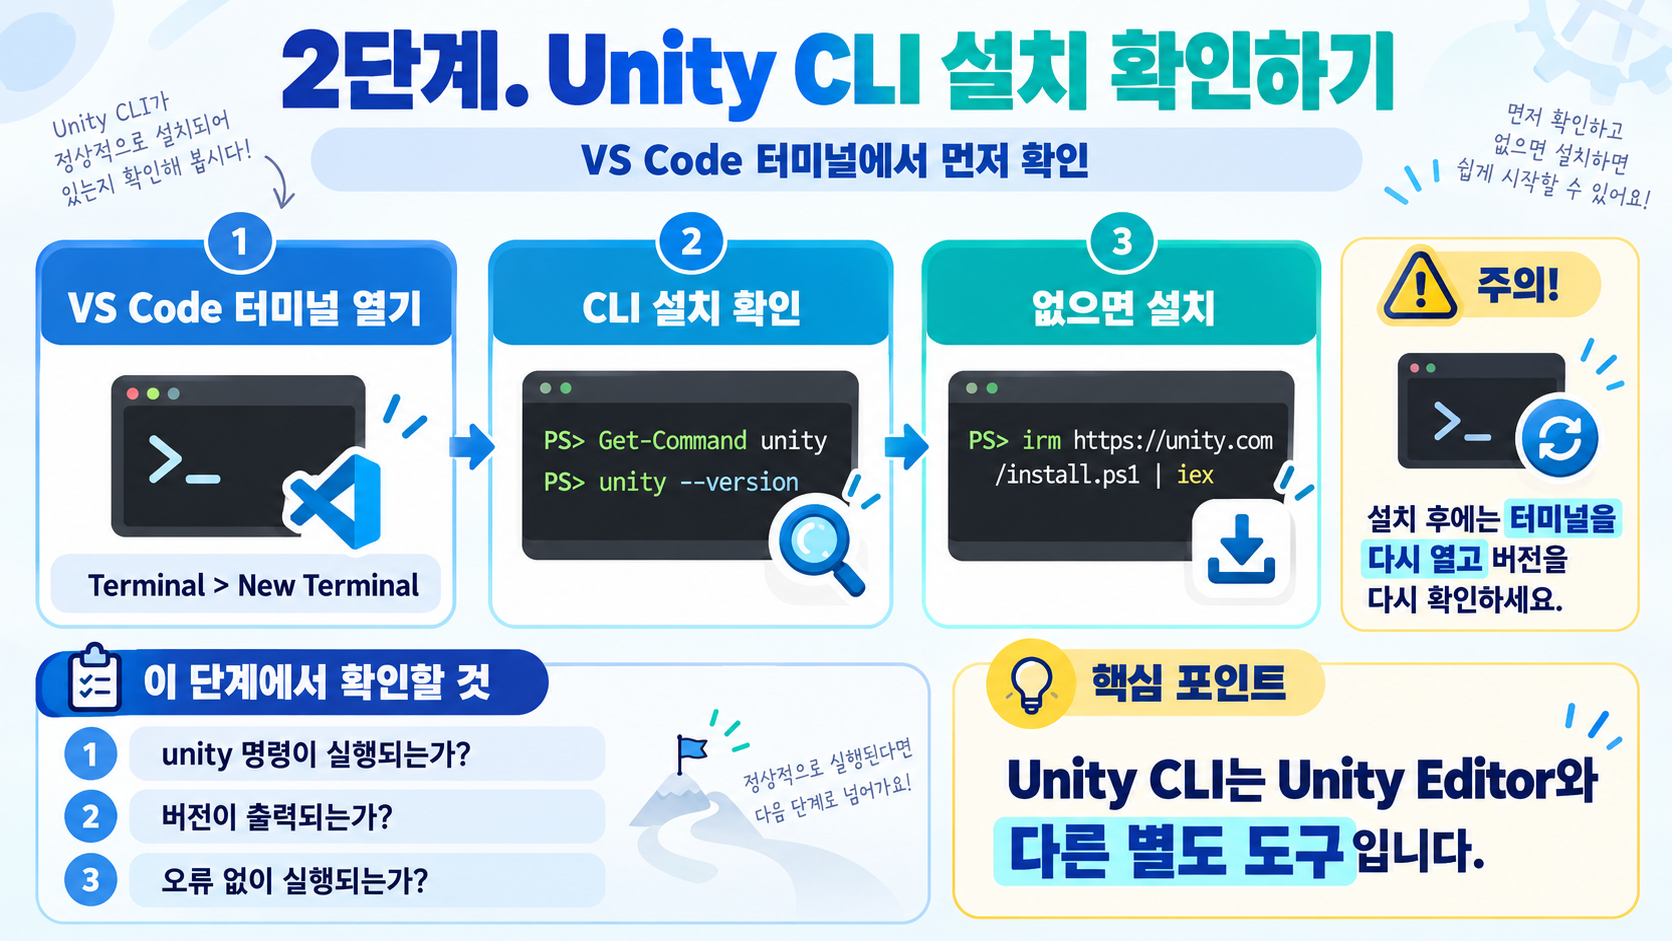 2단계. Unity CLI 설치 확인하기
VS Code 터미널에서 먼저 확인
Unity CLI가
정상적으로 설치되어
있는지 확인해 봅시다!
먼저 확인하고
없으면 설치하면
쉽게 시작할 수 있어요!
1
VS Code 터미널 열기
>_
Terminal > New Terminal
2
CLI 설치 확인
PS> Get-Command unity
PS> unity --version
3
없으면 설치
PS> irm https://unity.com
/install.ps1 | iex
주의!
>_
설치 후에는 터미널을
다시 열고 버전을
다시 확인하세요.
이 단계에서 확인할 것
1 unity 명령이 실행되는가?
2 버전이 출력되는가?
3 오류 없이 실행되는가?
정상적으로 실행된다면
다음 단계로 넘어가요!
핵심 포인트
Unity CLI는 Unity Editor와
다른 별도 도구입니다.